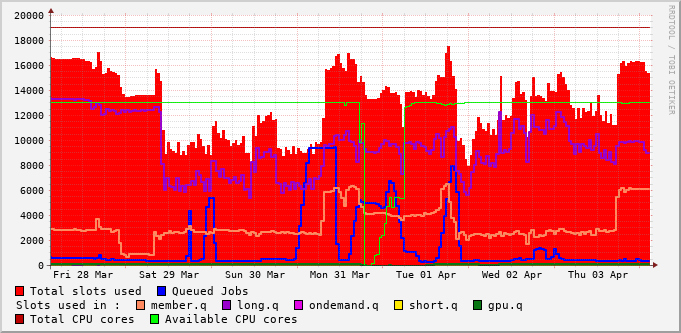 20000
18000
16000
14000
12000
10000
8000
6000
4000
2000
0
Fri 28 Mar Sat 29 Mar Sun 30 Mar Mon 31 Mar Tue 01 Apr Wed 02 Apr Thu 03 Apr
Total slots used Queued Jobs
Slots used in : member.q long.q ondemand.q short.q gpu.q
Total CPU cores Available CPU cores
RRDTOOL / TOBI OETIKER